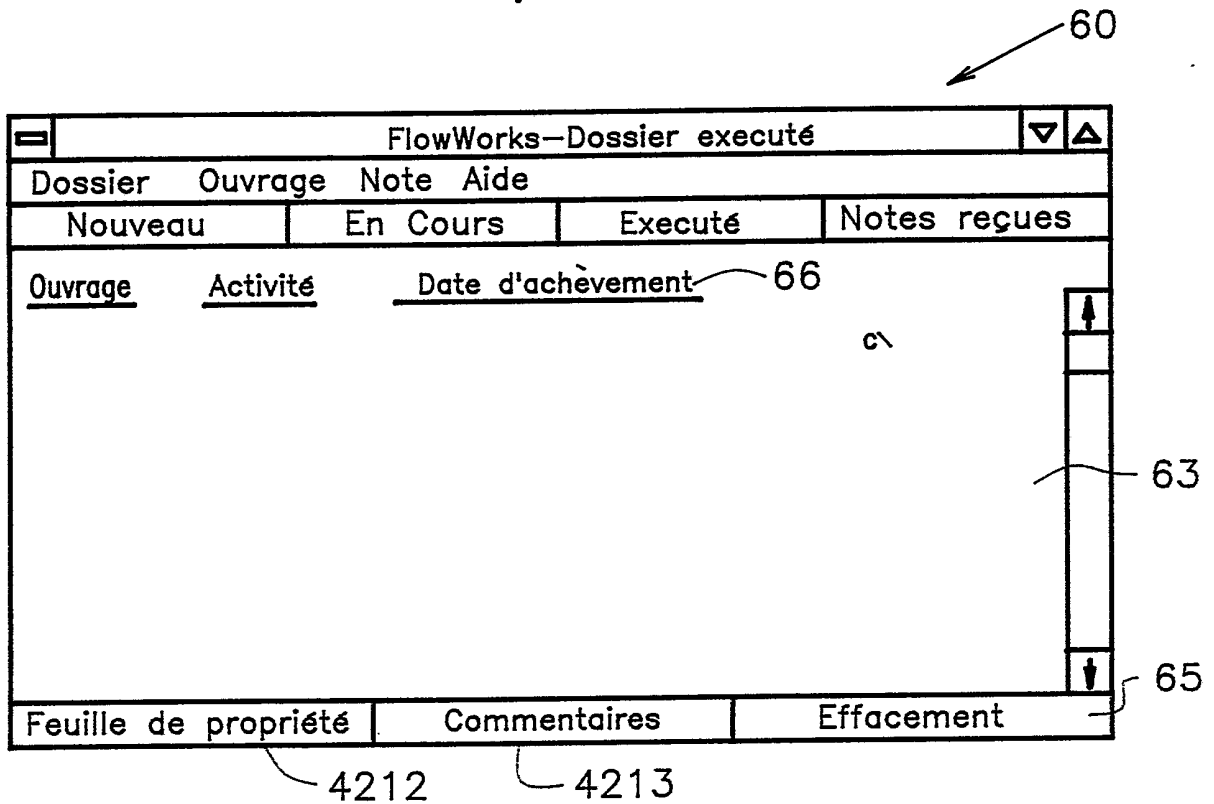 60
FlowWorks-Dossier executé
Dossier Ouvrage Note Aide
Nouveau En Cours Executé Notes reçues
Ouvrage Activité Date d'achèvement 66
c\
63
65
Feuille de propriété Commentaires Effacement
4212 4213